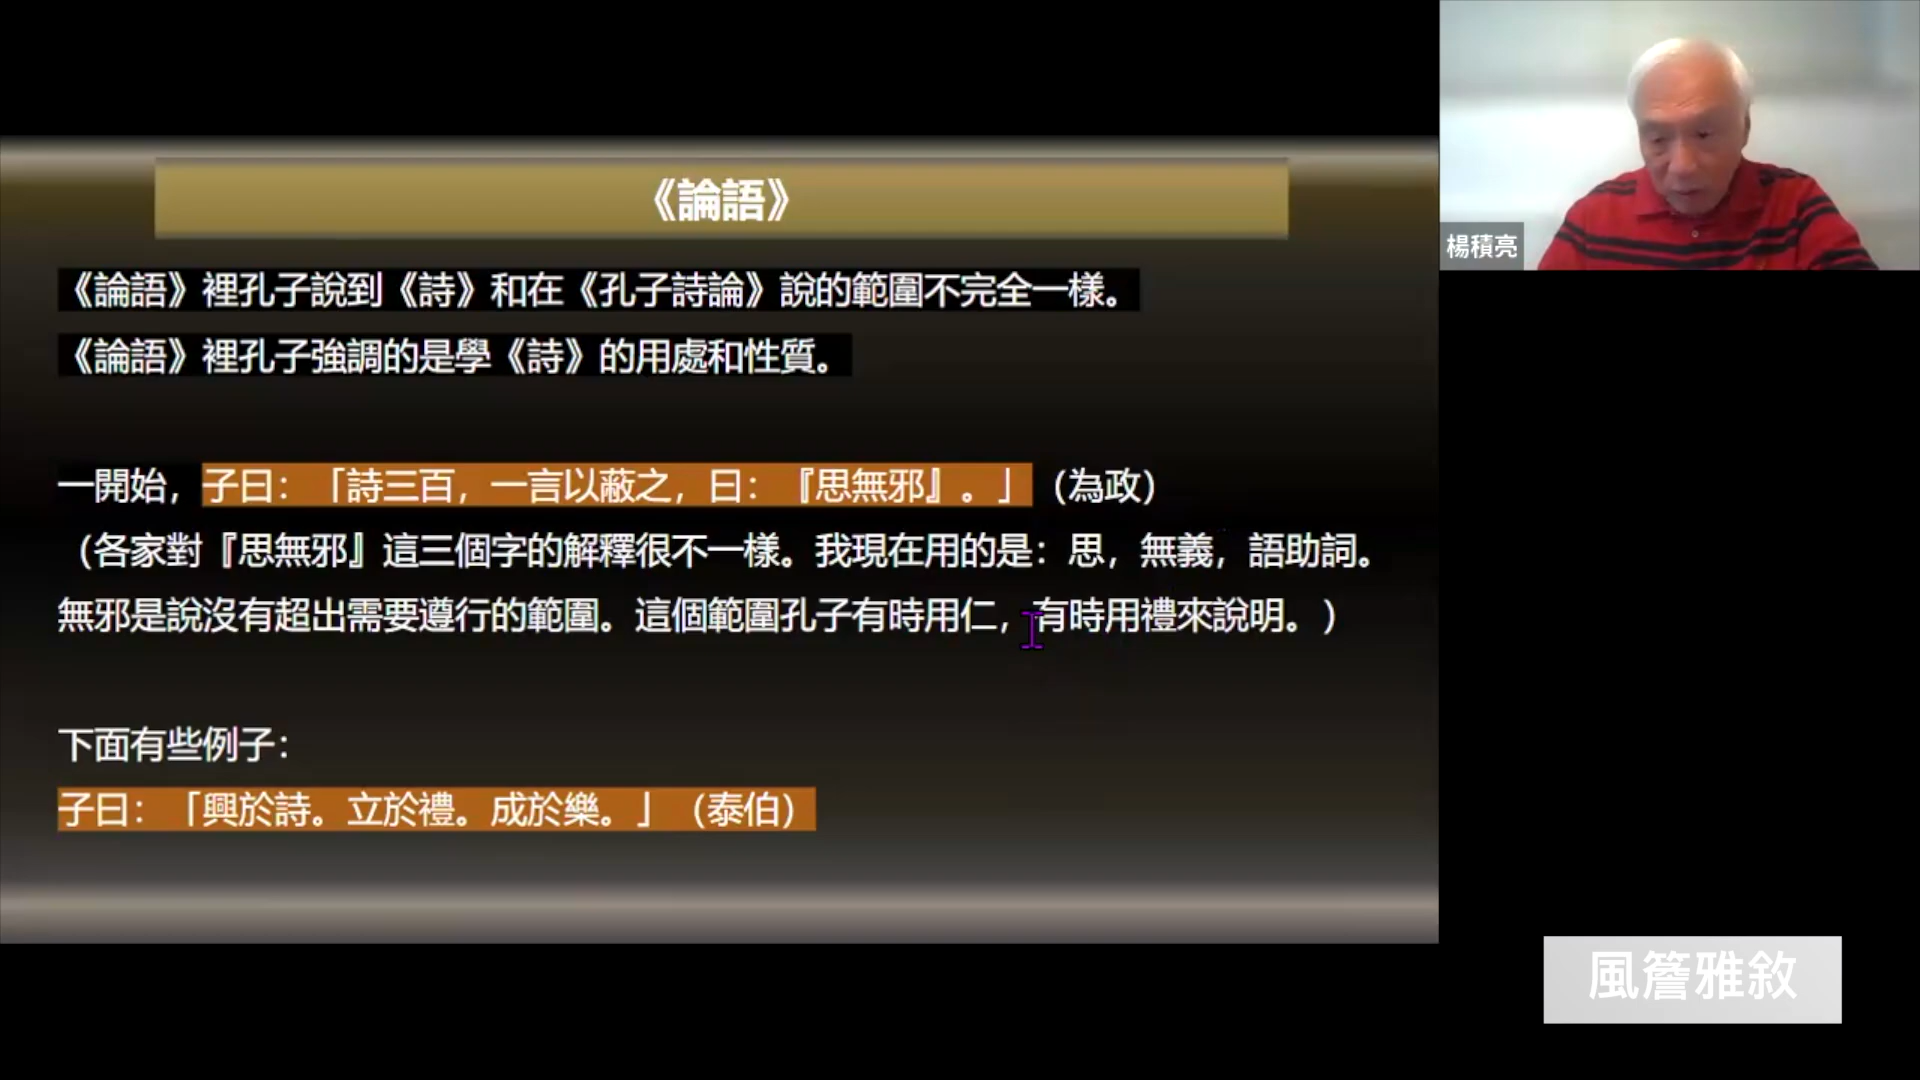 《論語》
《論語》裡孔子說到《詩》和在《孔子詩論》說的範圍不完全一樣。
《論語》裡孔子強調的是學《詩》的用處和性質。
一開始，子曰：「詩三百，一言以蔽之，曰：『思無邪』。」（為政）
（各家對『思無邪』這三個字的解釋很不一樣。我現在用的是：思，無義，語助詞。
無邪是說沒有超出需要遵行的範圍。這個範圍孔子有時用仁，有時用禮來說明。）
下面有些例子：
子曰：「興於詩。立於禮。成於樂。」（泰伯）
楊積亮
風簷雅敘